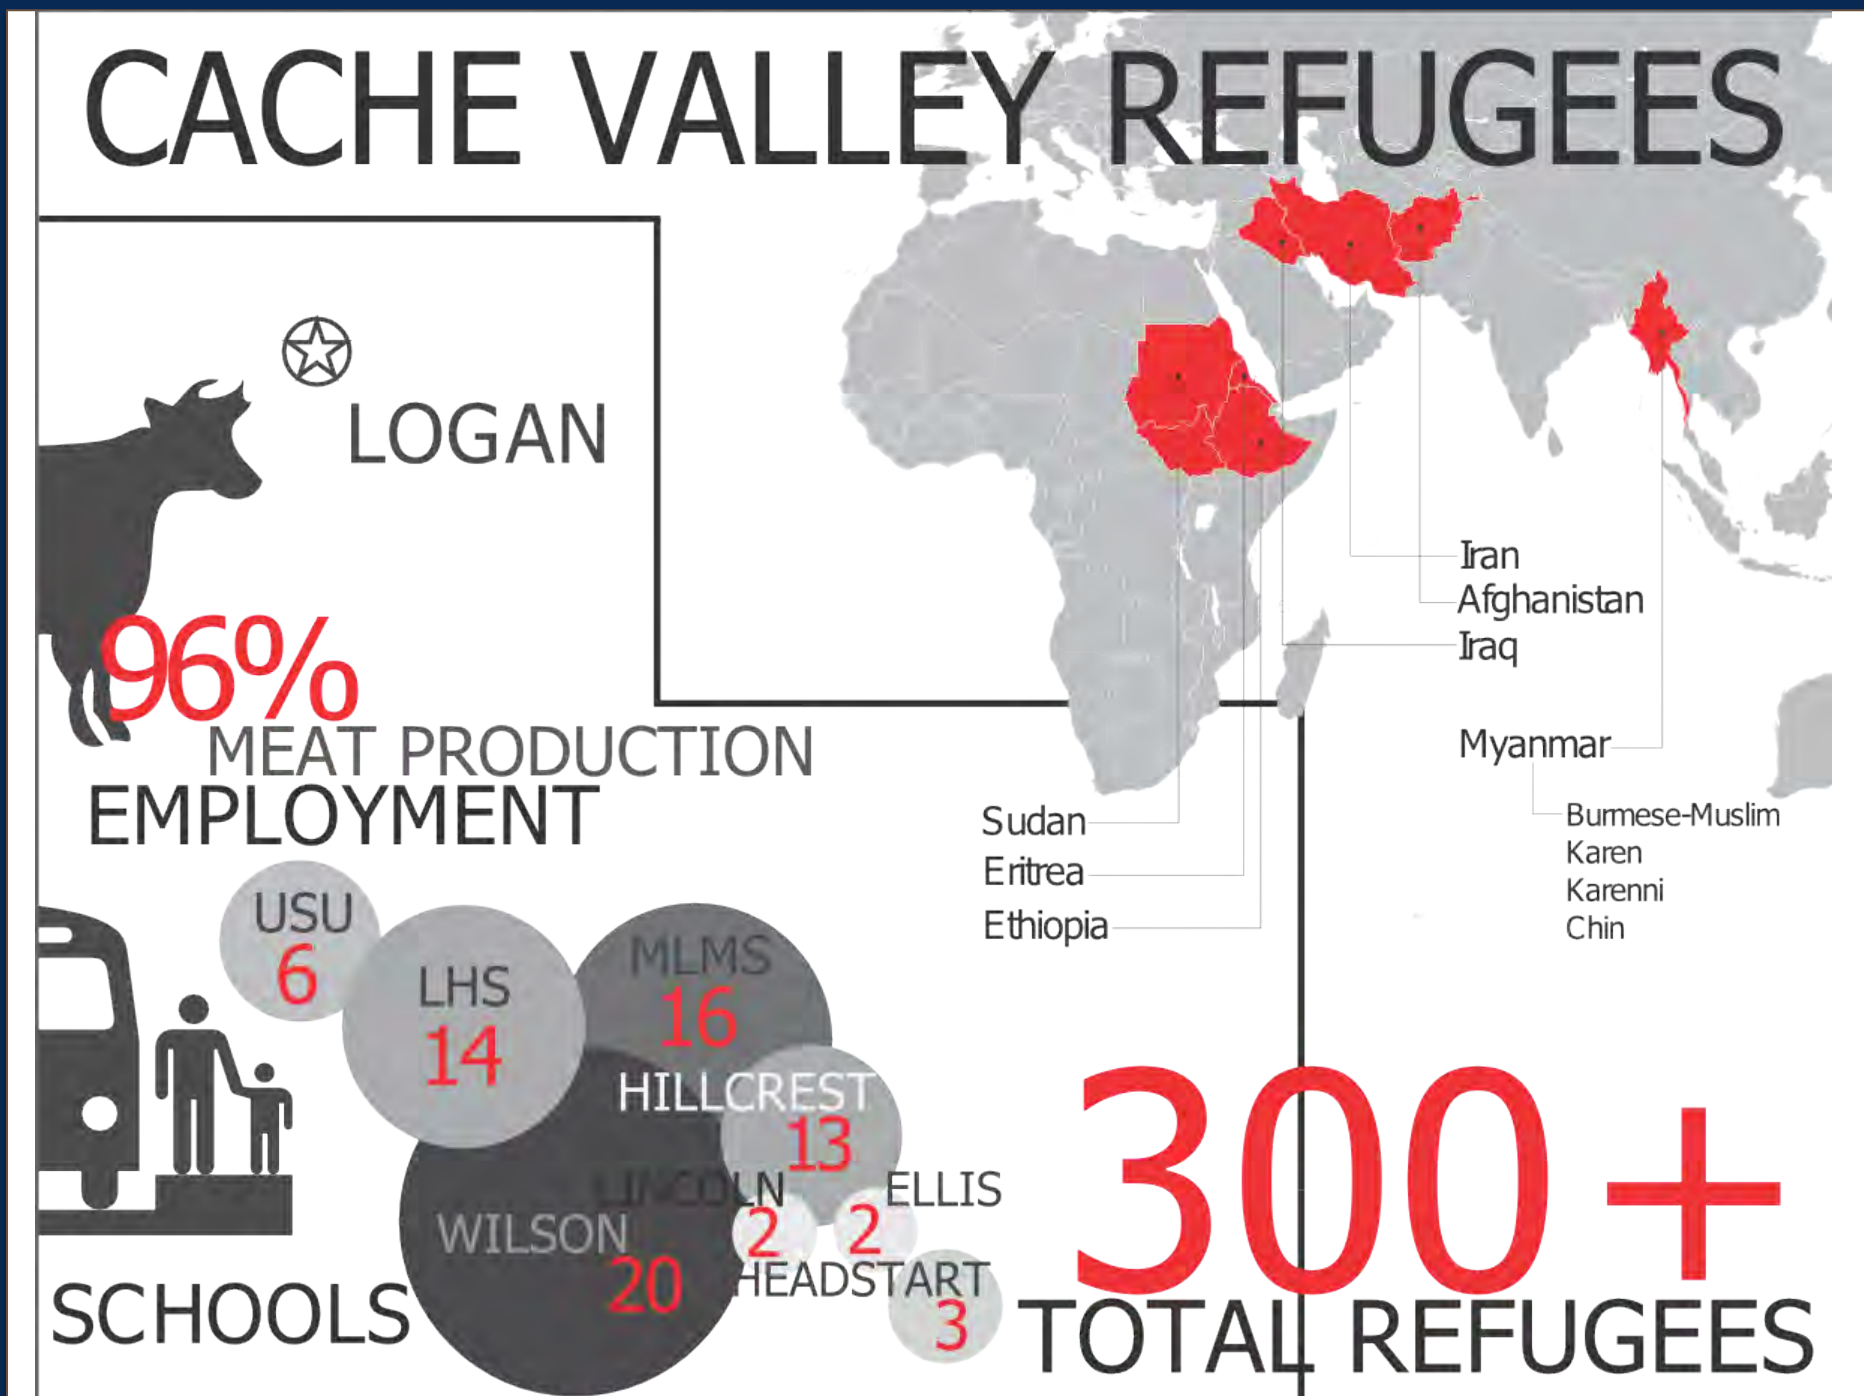 CACHE VALLEY REFUGEES
LOGAN
96%
MEAT PRODUCTION
EMPLOYMENT
Iran
Afghanistan
Iraq
Myanmar
Burmese-Muslim
Karen
Karenni
Chin
Sudan
Eritrea
Ethiopia
USU
6
LHS
14
MLMS
16
HILLCREST
13
LINCOLN
2
ELLIS
2
WILSON
20
HEADSTART
3
SCHOOLS
300+
TOTAL REFUGEES